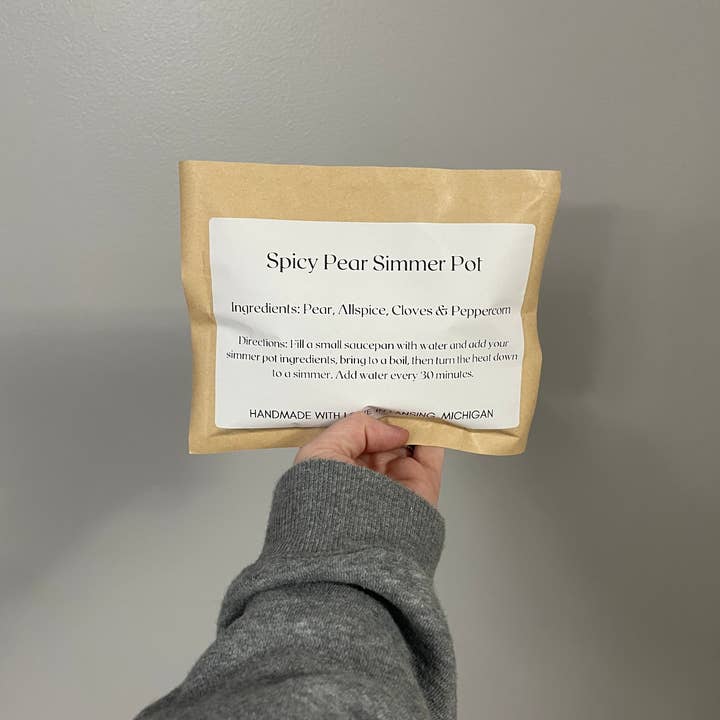 Spicy Pear Simmer Pot
Ingredients: Pear, Allspice, Cloves & Peppercorn
Directions: Fill a small saucepan with water and add your
simmer pot ingredients, bring to a boil, then turn the heat down
to a simmer. Add water every 30 minutes.
HANDMADE WITH LOVE IN LANSING, MICHIGAN